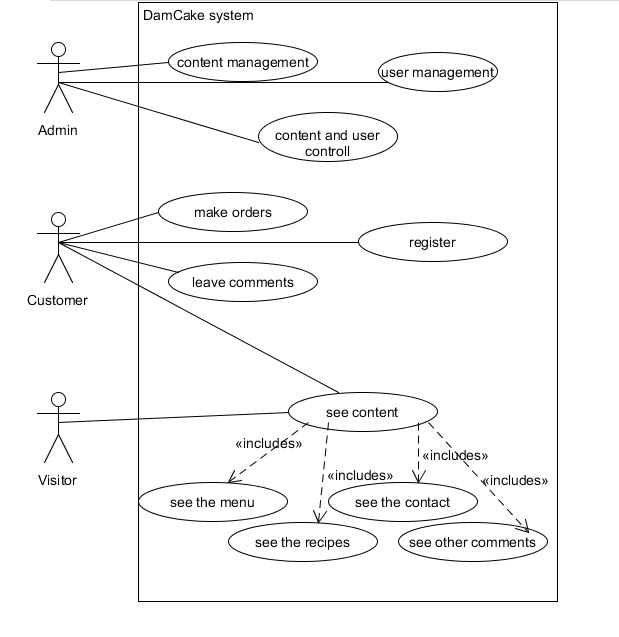 DamCake system
content management
user management
Admin
content and user
controll
make orders
register
leave comments
Customer
see content
«includes»
«includes»
«includes»
«includes»
Visitor
see the menu
see the contact
see the recipes
see other comments